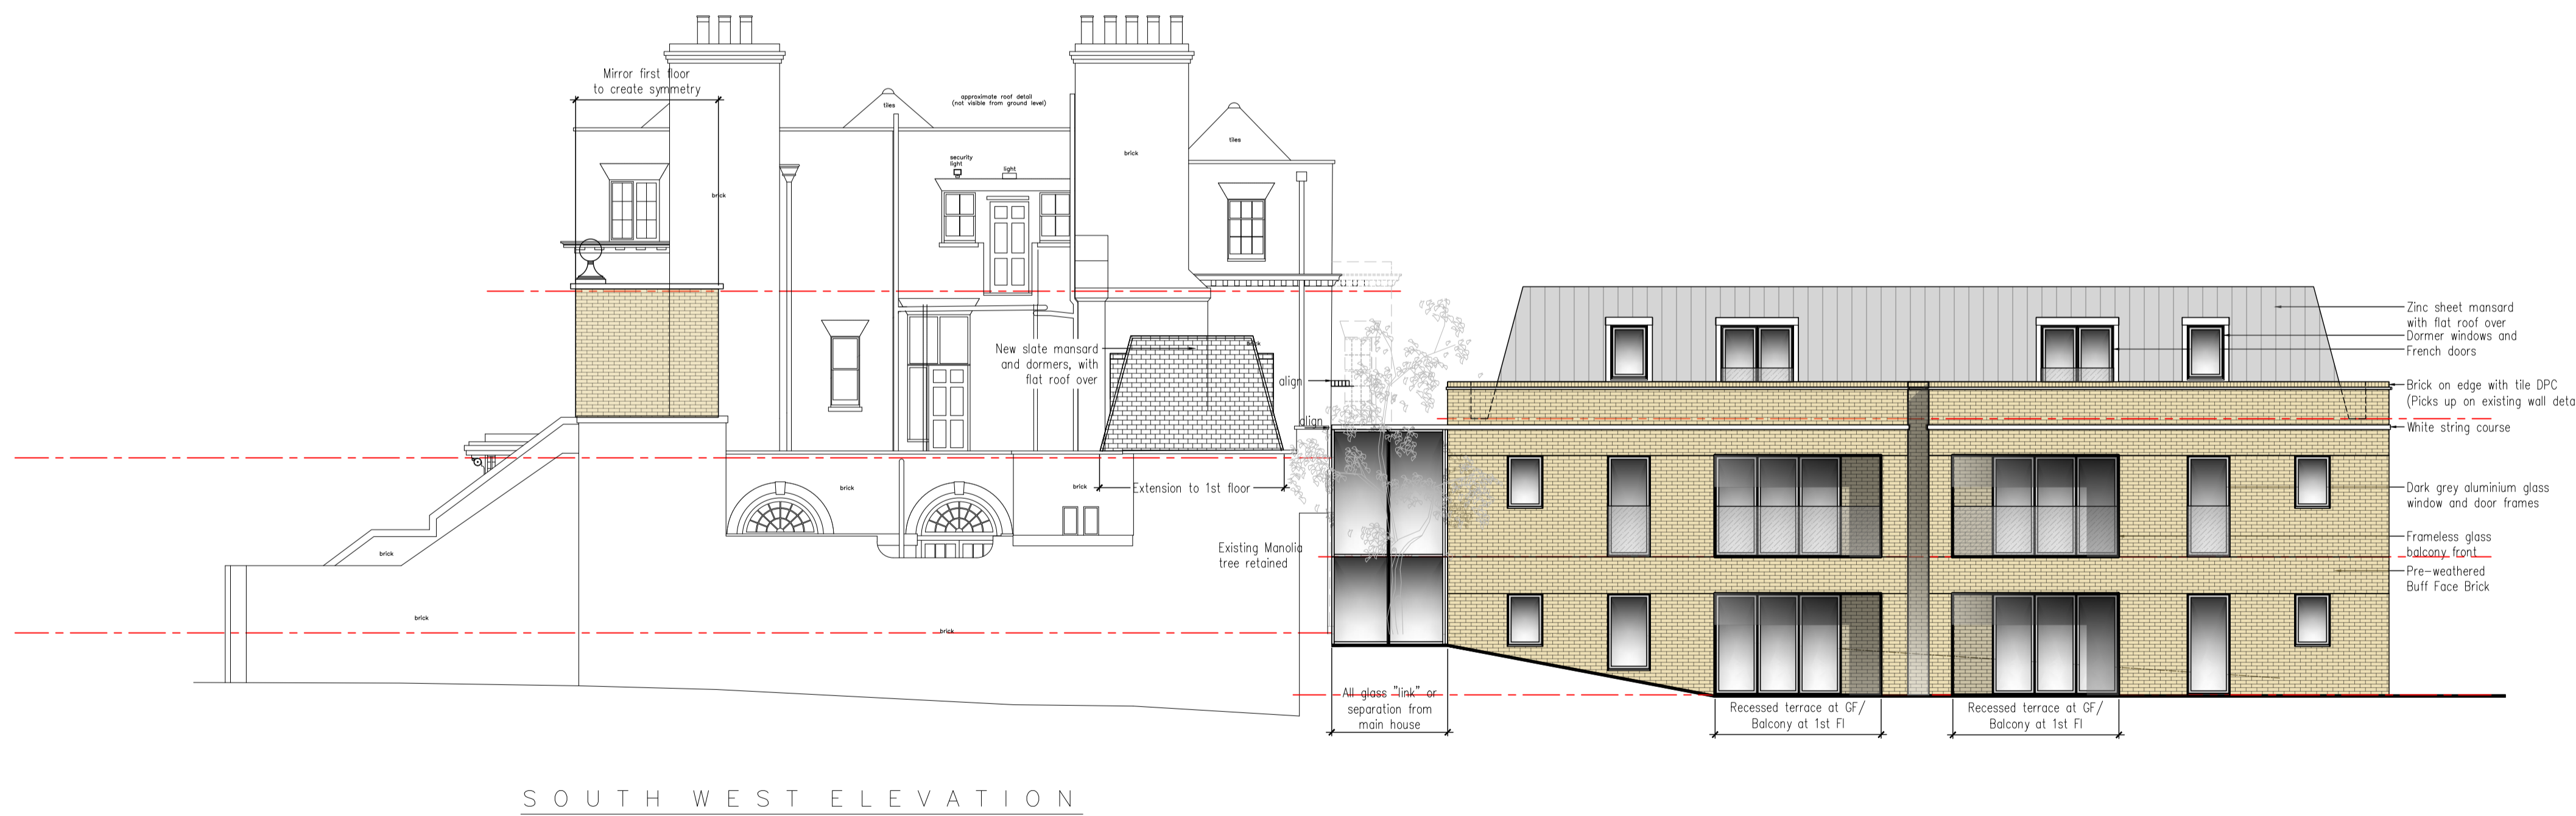 Mirror first floor
to create symmetry
tiles
approximate roof detail
(not visible from ground level)
brick
tiles
security
light
light
brick
New slate mansard
and dormers, with
flat roof over
brick
align
align
Extension to 1st floor
brick
brick
Existing Manolia
tree retained
brick
brick
brick
All glass "link" or
separation from
main house
Recessed terrace at GF/
Balcony at 1st Fl
Recessed terrace at GF/
Balcony at 1st Fl
Zinc sheet mansard
with flat roof over
Dormer windows and
French doors
Brick on edge with tile DPC
(Picks up on existing wall deta
White string course
Dark grey aluminium glass
window and door frames
Frameless glass
balcony front
Pre-weathered
Buff Face Brick
SOUTH WEST ELEVATION